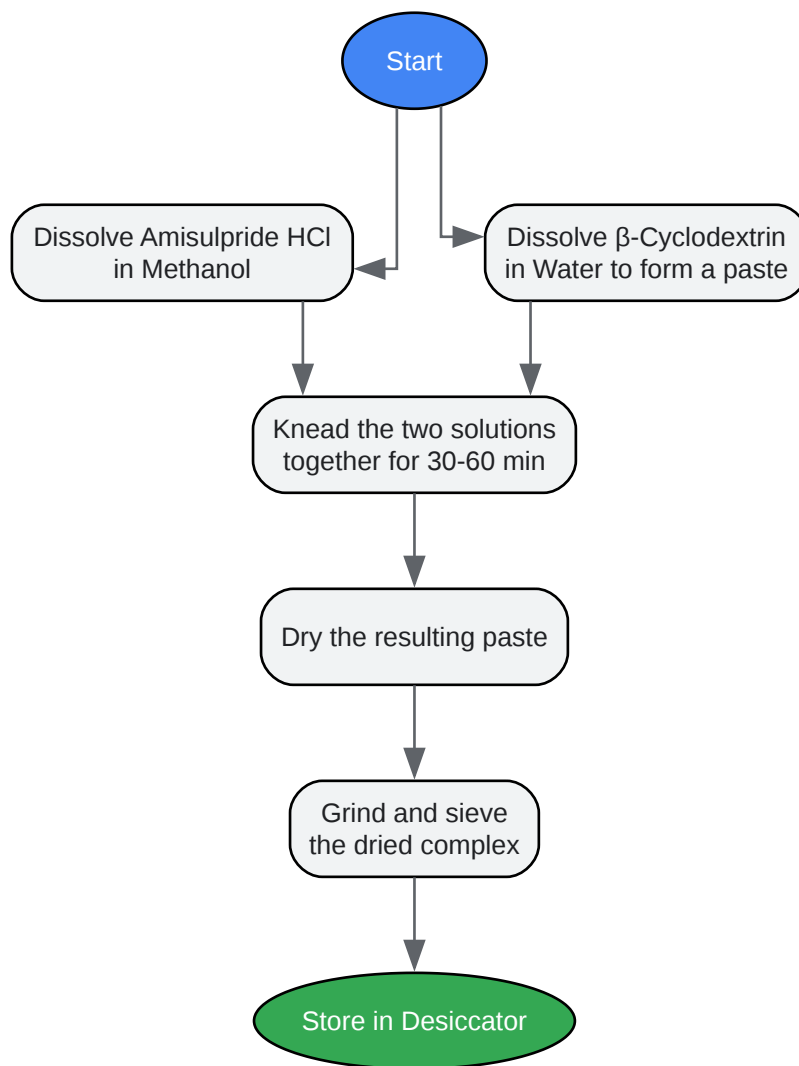 Start
Dissolve Amisulpride HCl
in Methanol
Dissolve β-Cyclodextrin
in Water to form a paste
Knead the two solutions
together for 30-60 min
Dry the resulting paste
Grind and sieve
the dried complex
Store in Desiccator